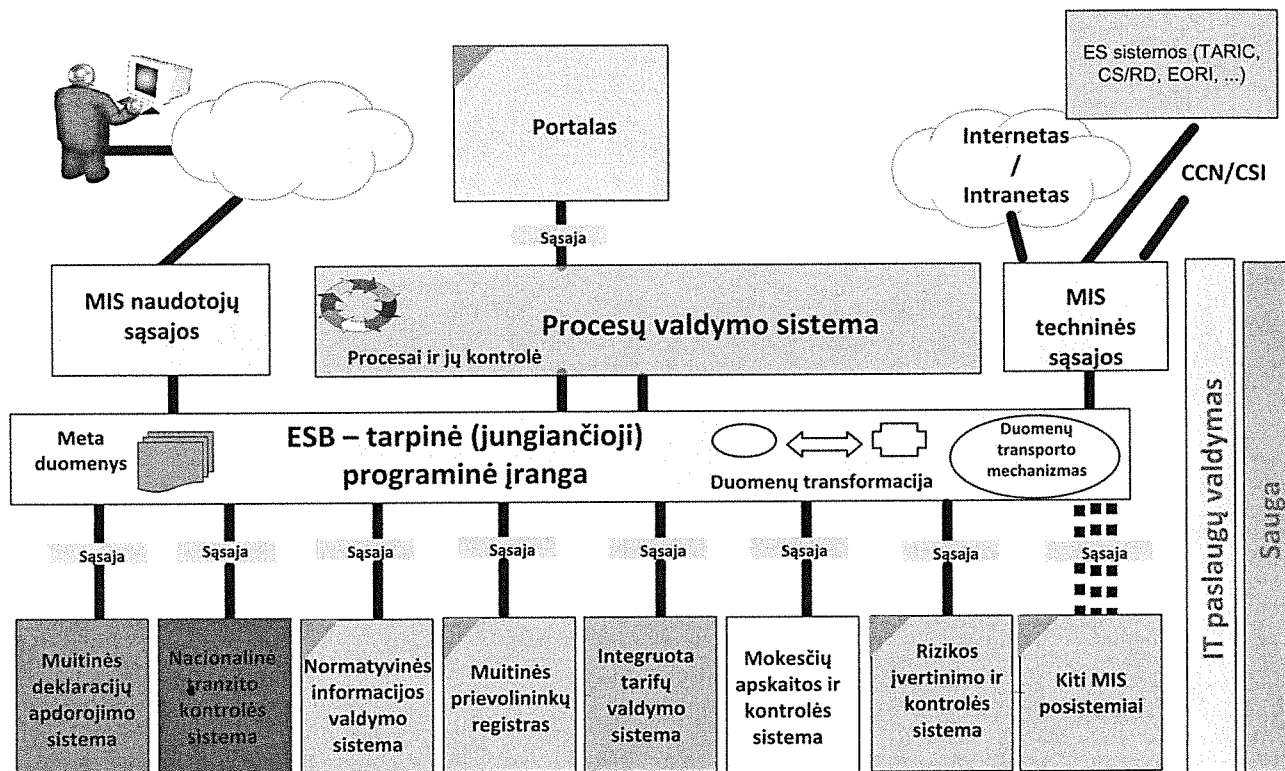 ES sistemos (TARIC,
CS/RD, EORI, ...)
Portalas
Internetas
/
Intranetas
CCN/CSI
Sąsaja
MIS naudotojų
sąsajos
Procesų valdymo sistema
Procesai ir jų kontrolė
MIS
techninės
sąsajos
Meta
duomenys
ESB – tarpinė (jungiančioji)
programinė įranga
Duomenų transformacija
Duomenų
transporto
mechanizmas
Sąsaja
Sąsaja
Sąsaja
Sąsaja
Sąsaja
Sąsaja
Sąsaja
Sąsaja
Muitinės
deklaracijų
apdorojimo
sistema
Nacionalinė
tranzito
kontrolės
sistema
Normatyvinės
informacijos
valdymo
sistema
Muitinės
prievolininkų
registras
Integruota
tarifų
valdymo
sistema
Mokesčių
apskaitos ir
kontrolės
sistema
Rizikos
įvertinimo ir
kontrolės
sistema
Kiti MIS
posistemiai
IT paslaugų valdymas
Sauga